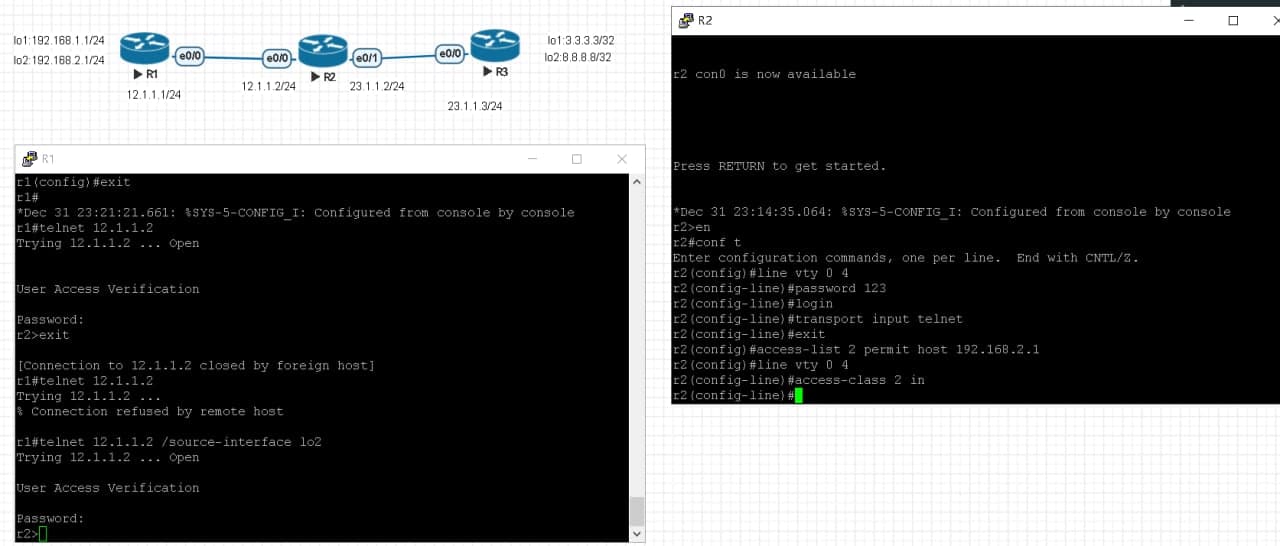 lo1:192.168.1.1/24
lo2:192.168.2.1/24
e0/0
R1
12.1.1.1/24
e0/0
R2
e0/1
12.1.1.2/24
23.1.1.2/24
e0/0
R3
lo1:3.3.3.3/32
lo2:8.8.8.8/32
23.1.1.3/24
R1
r1(config)#exit
r1#
*Dec 31 23:21:21.661: %SYS-5-CONFIG_I: Configured from console by console
r1#telnet 12.1.1.2
Trying 12.1.1.2 ... Open
User Access Verification
Password:
r2>exit
[Connection to 12.1.1.2 closed by foreign host]
r1#telnet 12.1.1.2
Trying 12.1.1.2 ...
% Connection refused by remote host
r1#telnet 12.1.1.2 /source-interface lo2
Trying 12.1.1.2 ... Open
User Access Verification
Password:
r2>
R2
r2 con0 is now available
Press RETURN to get started.
*Dec 31 23:14:35.064: %SYS-5-CONFIG_I: Configured from console by console
r2>en
r2#conf t
Enter configuration commands, one per line.  End with CNTL/Z.
r2(config)#line vty 0 4
r2(config-line)#password 123
r2(config-line)#login
r2(config-line)#transport input telnet
r2(config-line)#exit
r2(config)#access-list 2 permit host 192.168.2.1
r2(config)#line vty 0 4
r2(config-line)#access-class 2 in
r2(config-line)#